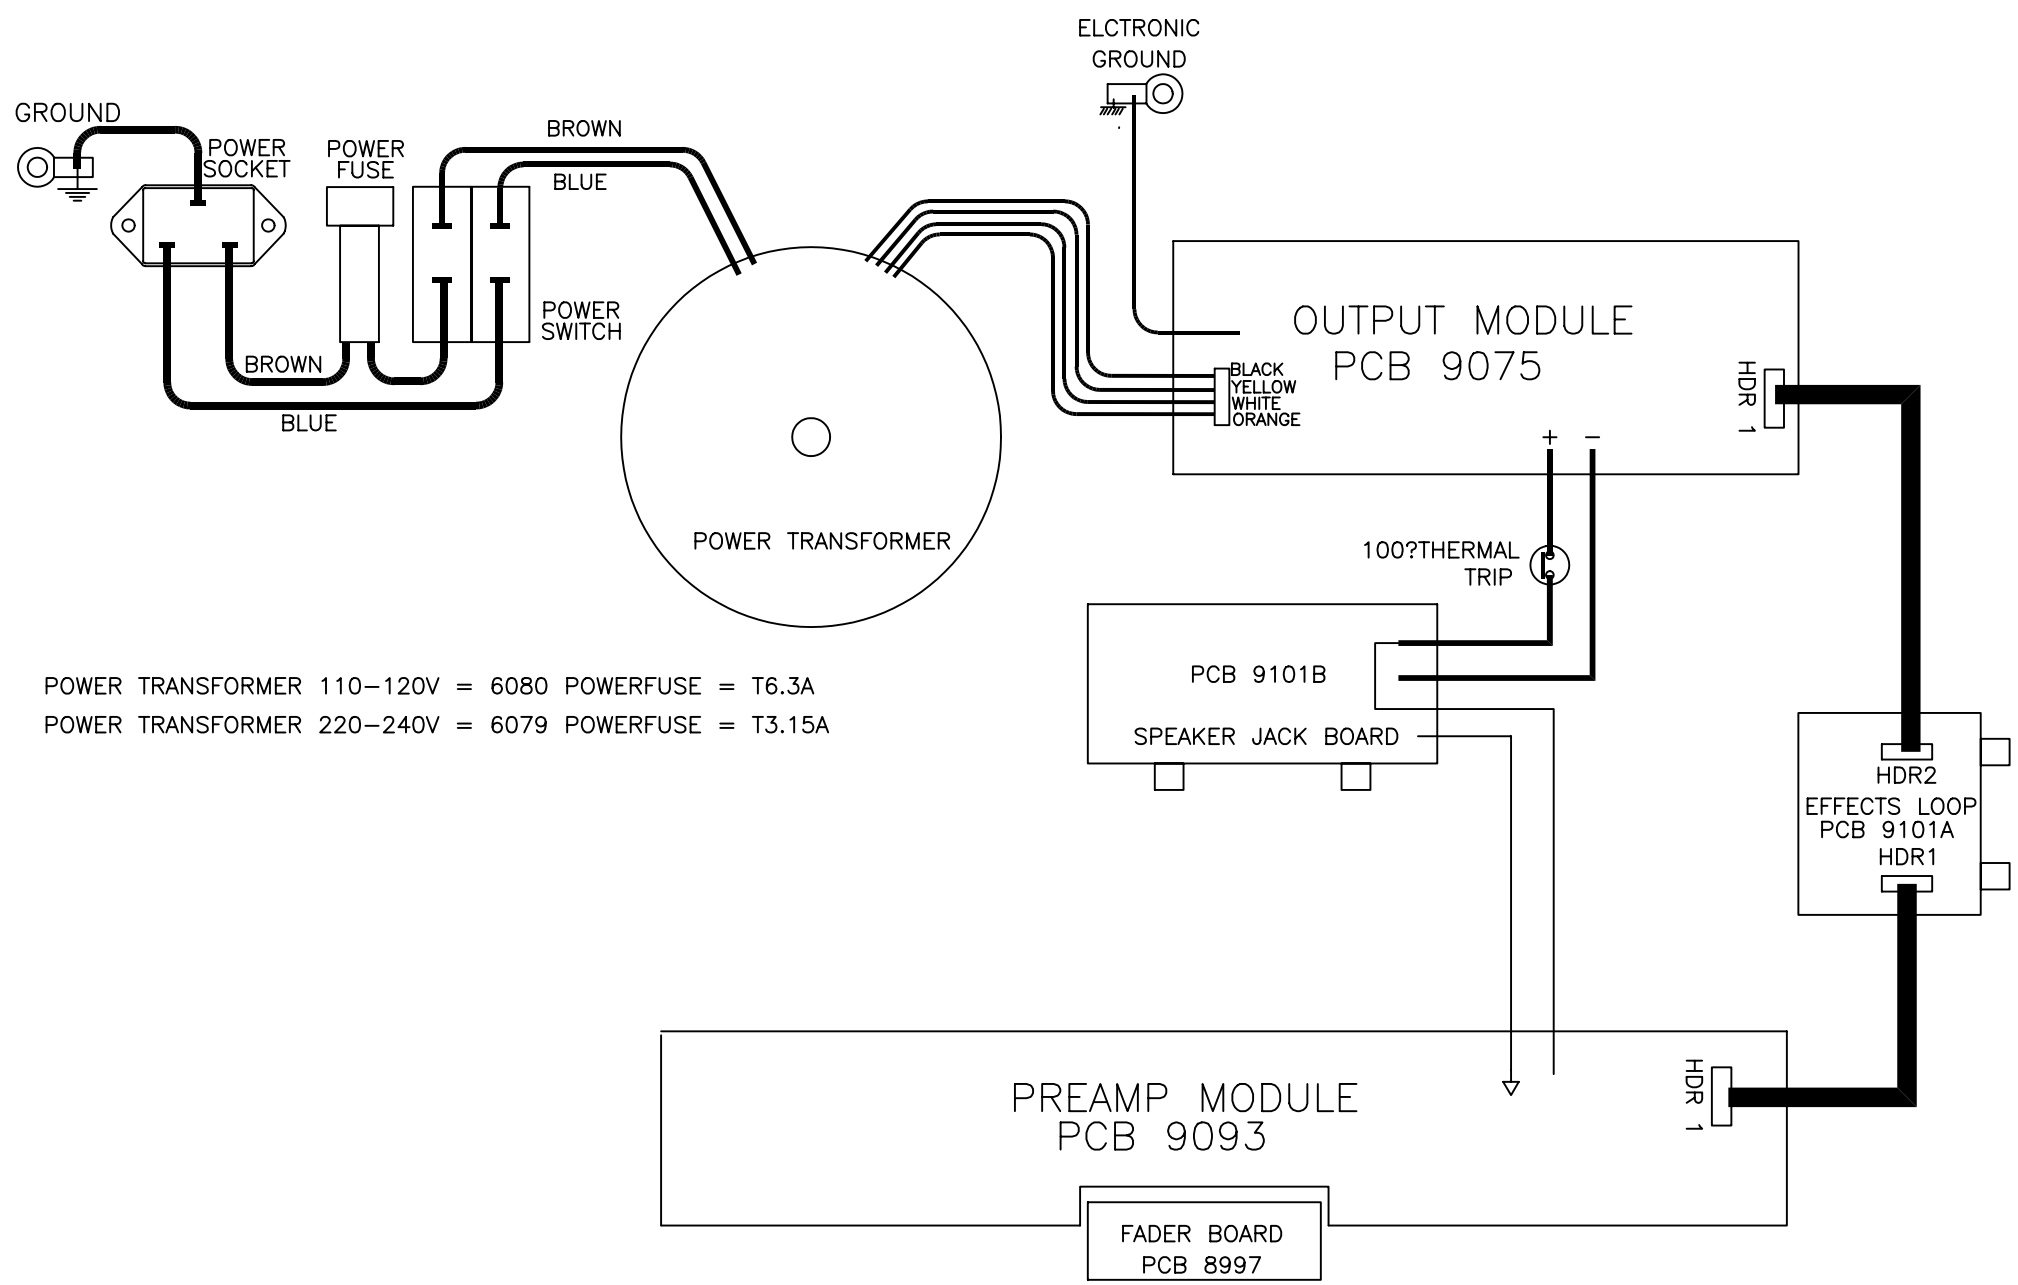 ELCTRONIC
GROUND
GROUND
POWER
SOCKET
POWER
FUSE
BROWN
BLUE
POWER
SWITCH
BROWN
BLUE
OUTPUT MODULE
PCB 9075
BLACK
YELLOW
WHITE
ORANGE
HDR 1
+ −
POWER TRANSFORMER
100?THERMAL
TRIP
PCB 9101B
SPEAKER JACK BOARD
POWER TRANSFORMER 110−120V = 6080 POWERFUSE = T6.3A
POWER TRANSFORMER 220−240V = 6079 POWERFUSE = T3.15A
HDR2
EFFECTS LOOP
PCB 9101A
HDR1
PREAMP MODULE
PCB 9093
HDR 1
FADER BOARD
PCB 8997